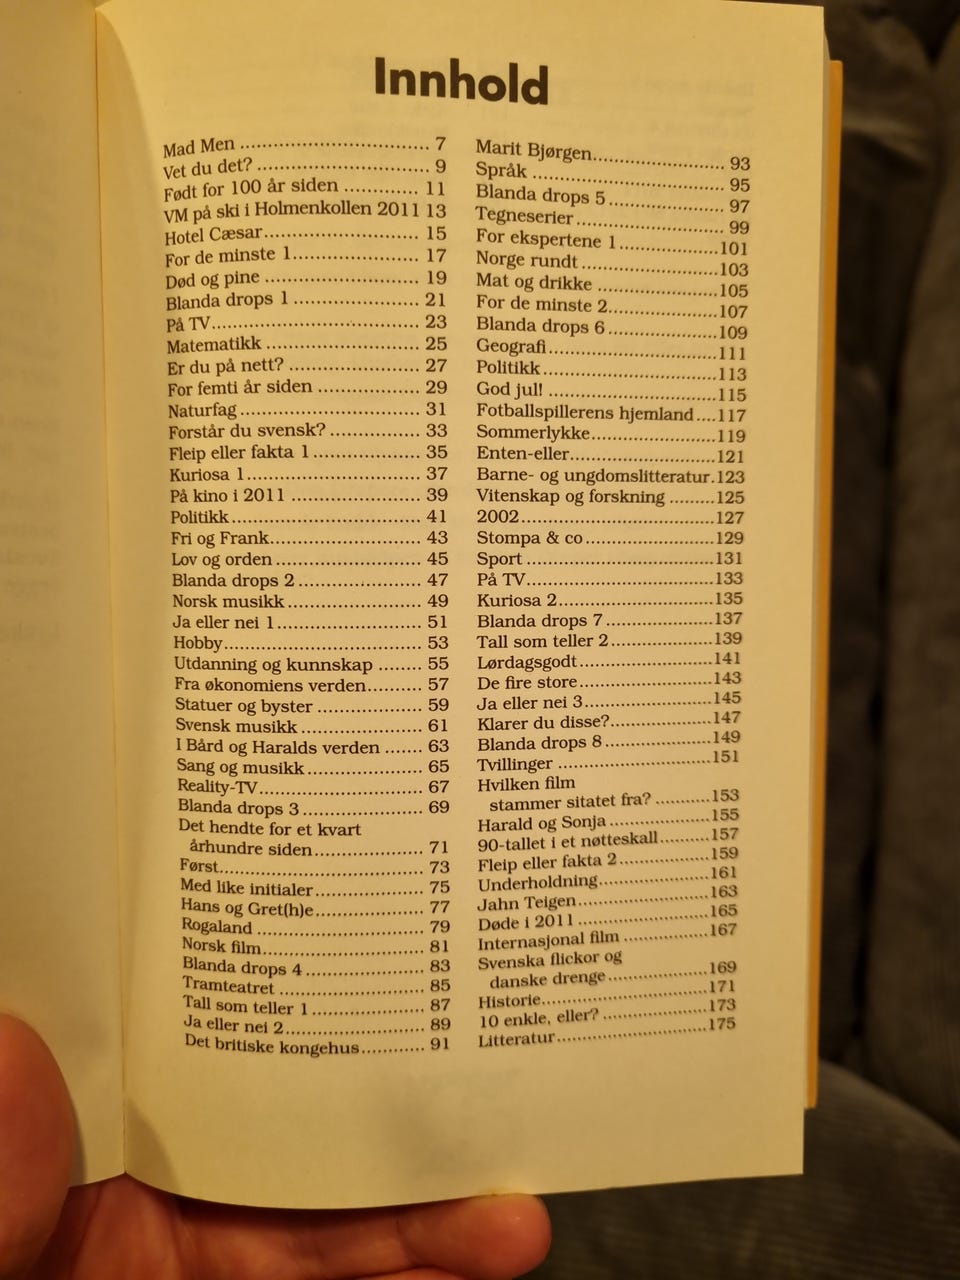 Innhold
Mad Men ................................ 7
Vet du det? ............................. 9
Født for 100 år siden ............ 11
VM på ski i Holmenkollen 2011 13
Hotel Cæsar.......................... 15
For de minste 1..................... 17
Død og pine .......................... 19
Blanda drops 1 ..................... 21
På TV................................... 23
Matematikk .......................... 25
Er du på nett? ....................... 27
For femti år siden ................. 29
Naturfag .............................. 31
Forstår du svensk? ............... 33
Fleip eller fakta 1 .................. 35
Kuriosa 1............................. 37
På kino i 2011 ...................... 39
Politikk................................ 41
Fri og Frank......................... 43
Lov og orden ........................ 45
Blanda drops 2 .................... 47
Norsk musikk ...................... 49
Ja eller nei 1........................ 51
Hobby................................. 53
Utdanning og kunnskap ........ 55
Fra økonomiens verden......... 57
Statuer og byster ................. 59
Svensk musikk .................... 61
I Bård og Haralds verden ...... 63
Sang og musikk................... 65
Reality-TV........................... 67
Blanda drops 3 .................... 69
Det hendte for et kvart
århundre siden.................. 71
Først................................... 73
Med like initialer.................. 75
Hans og Gret(h)e.................. 77
Rogaland ............................ 79
Norsk film........................... 81
Blanda drops 4 .................... 83
Tramteatret ........................ 85
Tall som teller 1 ................... 87
Ja eller nei 2 ....................... 89
Det britiske kongehus............ 91
Marit Bjørgen...................... 93
Språk ................................ 95
Blanda drops 5 ................... 97
Tegneserier ........................ 99
For ekspertene 1 .................101
Norge rundt .......................103
Mat og drikke .....................105
For de minste 2...................107
Blanda drops 6 ...................109
Geografi.............................111
Politikk..............................113
God jul! .............................115
Fotballspillerens hjemland....117
Sommerlykke.....................119
Enten-eller.........................121
Barne- og ungdomslitteratur.123
Vitenskap og forskning .........125
2002..................................127
Stompa & co ......................129
Sport .................................131
På TV.................................133
Kuriosa 2...........................135
Blanda drops 7 ...................137
Tall som teller 2 ..................139
Lørdagsgodt.......................141
De fire store.......................143
Ja eller nei 3......................145
Klarer du disse?..................147
Blanda drops 8 ...................149
Tvillinger ...........................151
Hvilken film
stammer sitatet fra? ..........153
Harald og Sonja ..................155
90-tallet i et nøtteskall.........157
Fleip eller fakta 2 ................159
Underholdning....................161
Jahn Teigen.......................163
Døde i 2011 .......................165
Internasjonal film ................167
Svenska flickor og
danske drenge..................169
Historie..............................171
10 enkle, eller? ...................173
Litteratur............................175